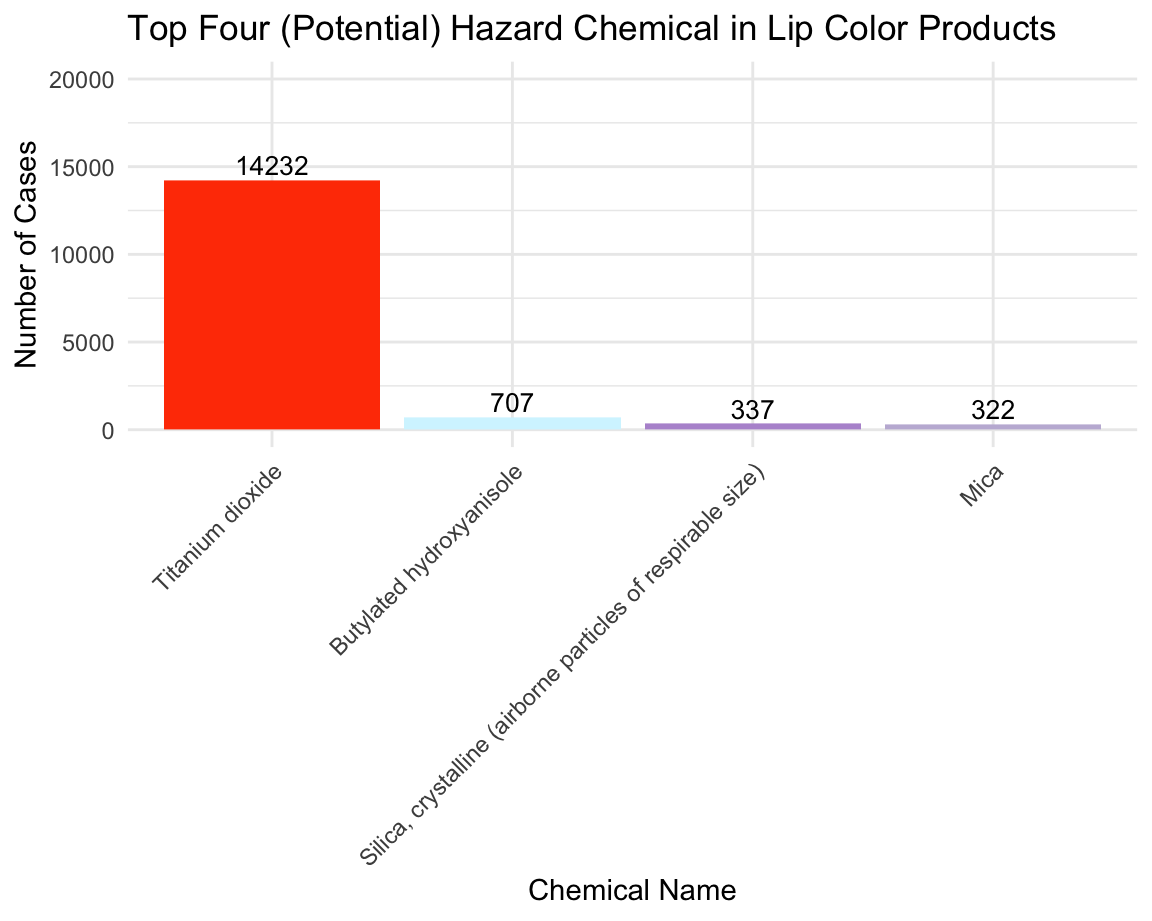 Top Four (Potential) Hazard Chemical in Lip Color Products
Number of Cases
20000
15000
10000
5000
0
14232
707
337
322
Titanium dioxide
Butylated hydroxyanisole
Silica, crystalline (airborne particles of respirable size)
Mica
Chemical Name